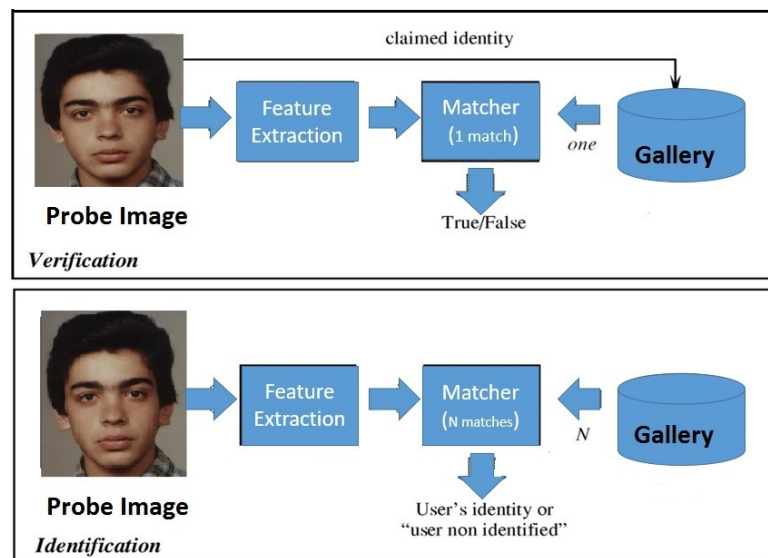 claimed identity
Feature
Extraction
Matcher
(1 match)
one
Gallery
Probe Image
True/False
Verification
Feature
Extraction
Matcher
(N matches)
N
Gallery
Probe Image
User's identity or
"user non identified"
Identification